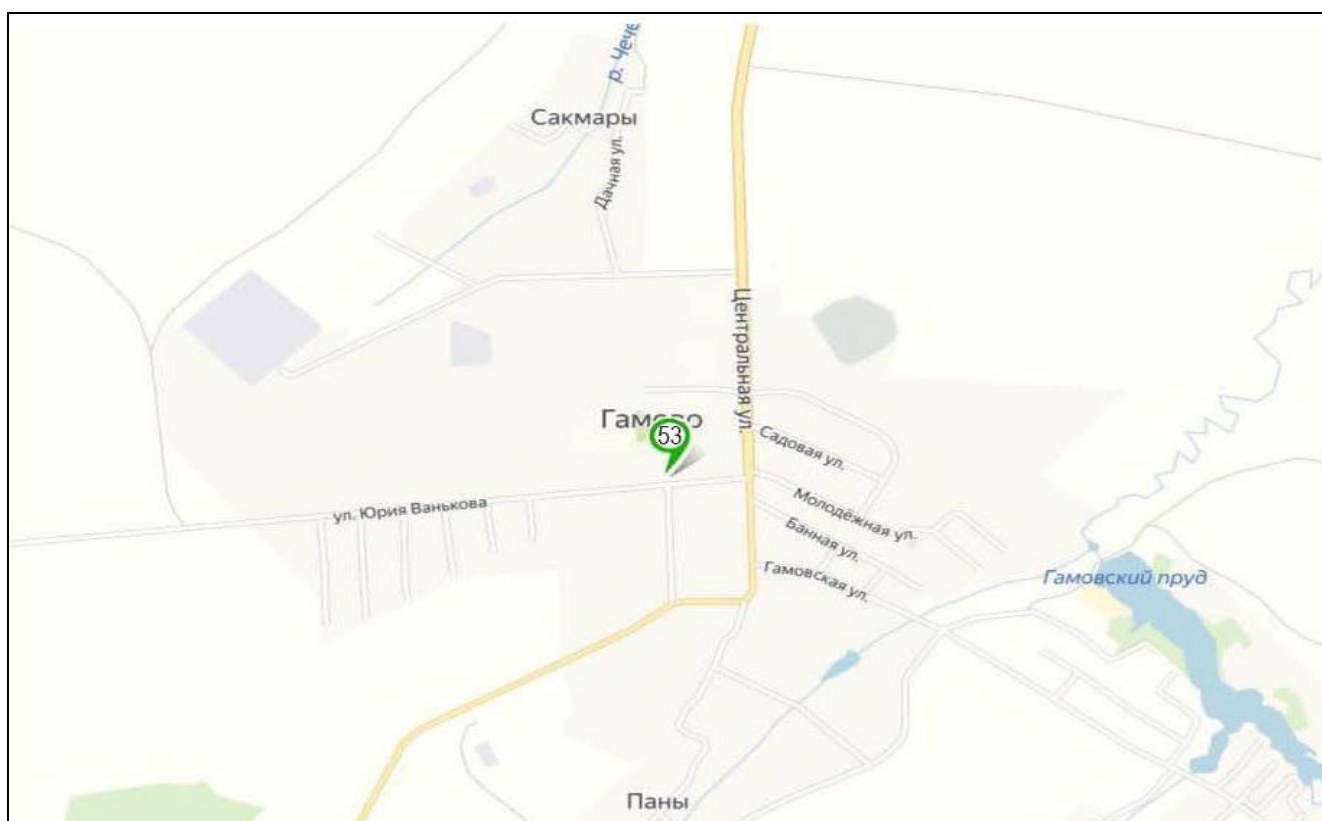 р. Чече
Сакмары
Дачная ул.
Центральная ул.
Гамово
53
Садовая ул.
ул. Юрия Ванькова
Молодёжная ул.
Банная ул.
Гамовская ул.
Гамовский пруд
Паны